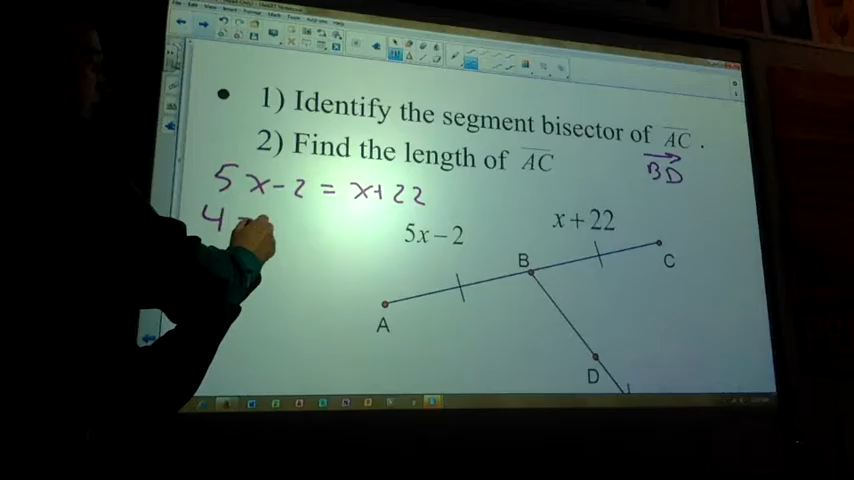 1) Identify the segment bisector of AC .
2) Find the length of AC
BD
5x-2 = x+22
4
5x-2
x+22
B
C
A
D